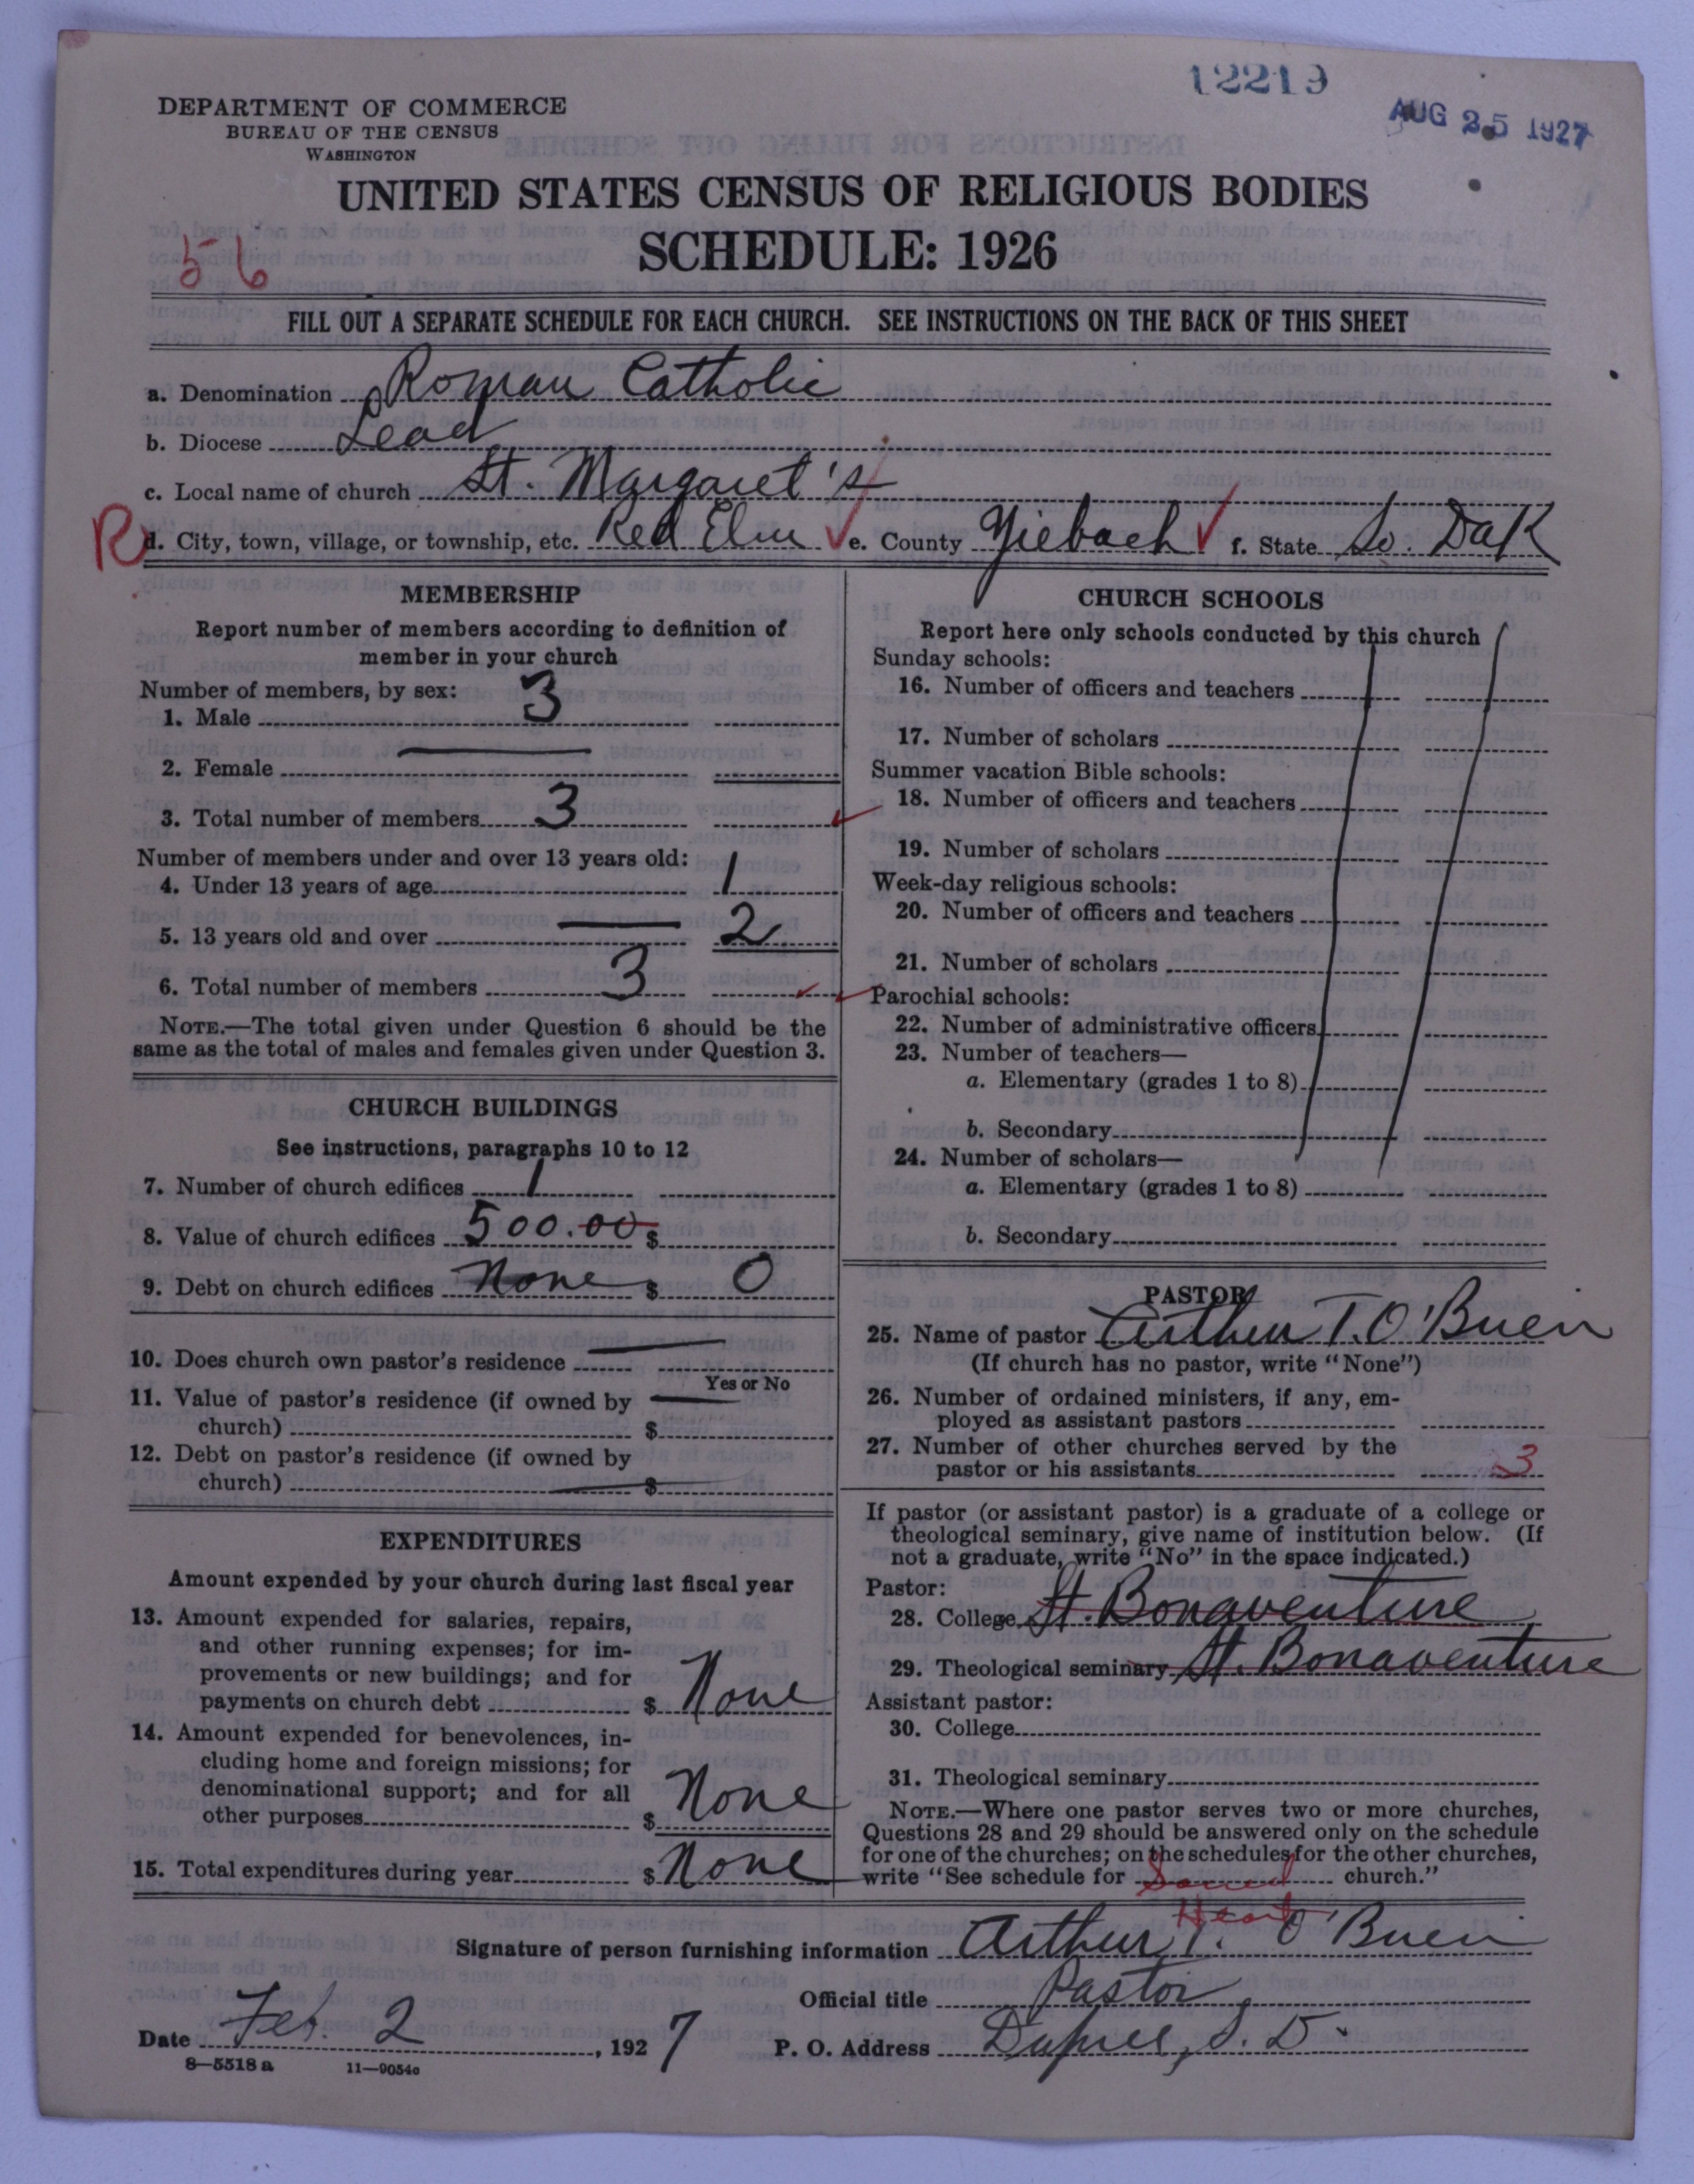 12219
AUG 25 1927
DEPARTMENT OF COMMERCE
BUREAU OF THE CENSUS
WASHINGTON
UNITED STATES CENSUS OF RELIGIOUS BODIES
SCHEDULE: 1926
56
FILL OUT A SEPARATE SCHEDULE FOR EACH CHURCH. SEE INSTRUCTIONS ON THE BACK OF THIS SHEET
a. Denomination Roman Catholic
b. Diocese Lead
c. Local name of church St. Margaret's
R d. City, town, village, or township, etc. Red Elm e. County Ziebach f. State So. Dak
MEMBERSHIP
Report number of members according to definition of
member in your church
Number of members, by sex:
1. Male 3
2. Female —
3. Total number of members 3
Number of members under and over 13 years old:
4. Under 13 years of age 1
5. 13 years old and over — 2
6. Total number of members 3
NOTE.—The total given under Question 6 should be the
same as the total of males and females given under Question 3.
CHURCH BUILDINGS
See instructions, paragraphs 10 to 12
7. Number of church edifices 1
8. Value of church edifices 500.00 $
9. Debt on church edifices None $ 0
10. Does church own pastor's residence —
Yes or No
11. Value of pastor's residence (if owned by —
church) $
12. Debt on pastor's residence (if owned by
church) — $
EXPENDITURES
Amount expended by your church during last fiscal year
13. Amount expended for salaries, repairs,
and other running expenses; for im-
provements or new buildings; and for
payments on church debt $ None
14. Amount expended for benevolences, in-
cluding home and foreign missions; for
denominational support; and for all
other purposes $ None
15. Total expenditures during year $ None
CHURCH SCHOOLS
Report here only schools conducted by this church
Sunday schools:
16. Number of officers and teachers
17. Number of scholars
Summer vacation Bible schools:
18. Number of officers and teachers
19. Number of scholars
Week-day religious schools:
20. Number of officers and teachers
21. Number of scholars
Parochial schools:
22. Number of administrative officers
23. Number of teachers—
a. Elementary (grades 1 to 8)
b. Secondary
24. Number of scholars—
a. Elementary (grades 1 to 8)
b. Secondary
PASTOR
25. Name of pastor Arthur T. O'Buen
(If church has no pastor, write "None")
26. Number of ordained ministers, if any, em-
ployed as assistant pastors
27. Number of other churches served by the
pastor or his assistants 3
If pastor (or assistant pastor) is a graduate of a college or
theological seminary, give name of institution below. (If
not a graduate, write "No" in the space indicated.)
Pastor:
28. College St. Bonaventure
29. Theological seminary St. Bonaventure
Assistant pastor:
30. College
31. Theological seminary
NOTE.—Where one pastor serves two or more churches,
Questions 28 and 29 should be answered only on the schedule
for one of the churches; on the schedules for the other churches,
write "See schedule for Sacred Heart church."
Signature of person furnishing information Arthur T. O'Buen
Official title Pastor
Date Feb. 2, 1927 P. O. Address Dupree, S. D.
8—5518 a 11—9054a